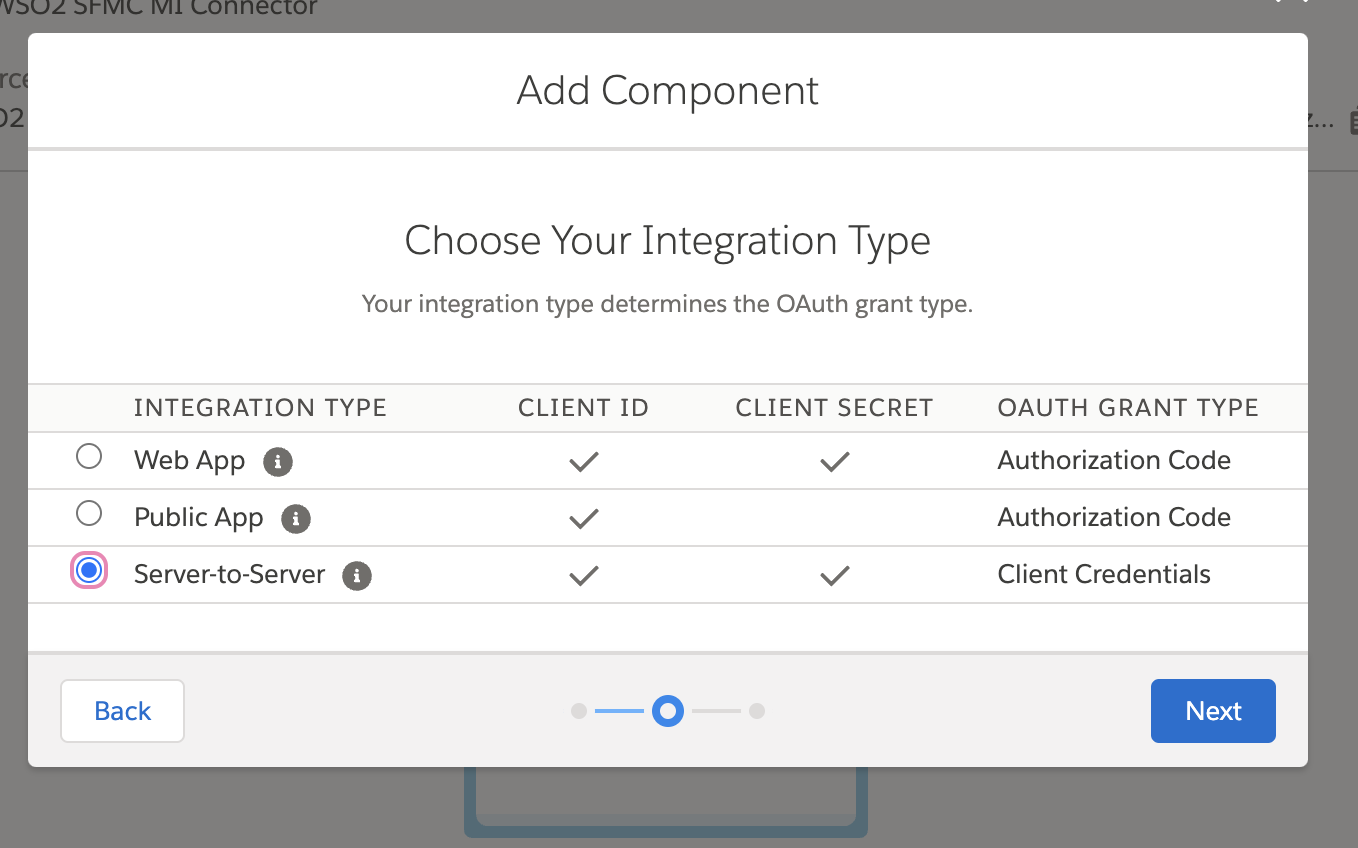 WSO2 SFMC MI Connector
Add Component
Choose Your Integration Type
Your integration type determines the OAuth grant type.
INTEGRATION TYPE CLIENT ID CLIENT SECRET OAUTH GRANT TYPE
Web App Authorization Code
Public App Authorization Code
Server-to-Server Client Credentials
Back Next